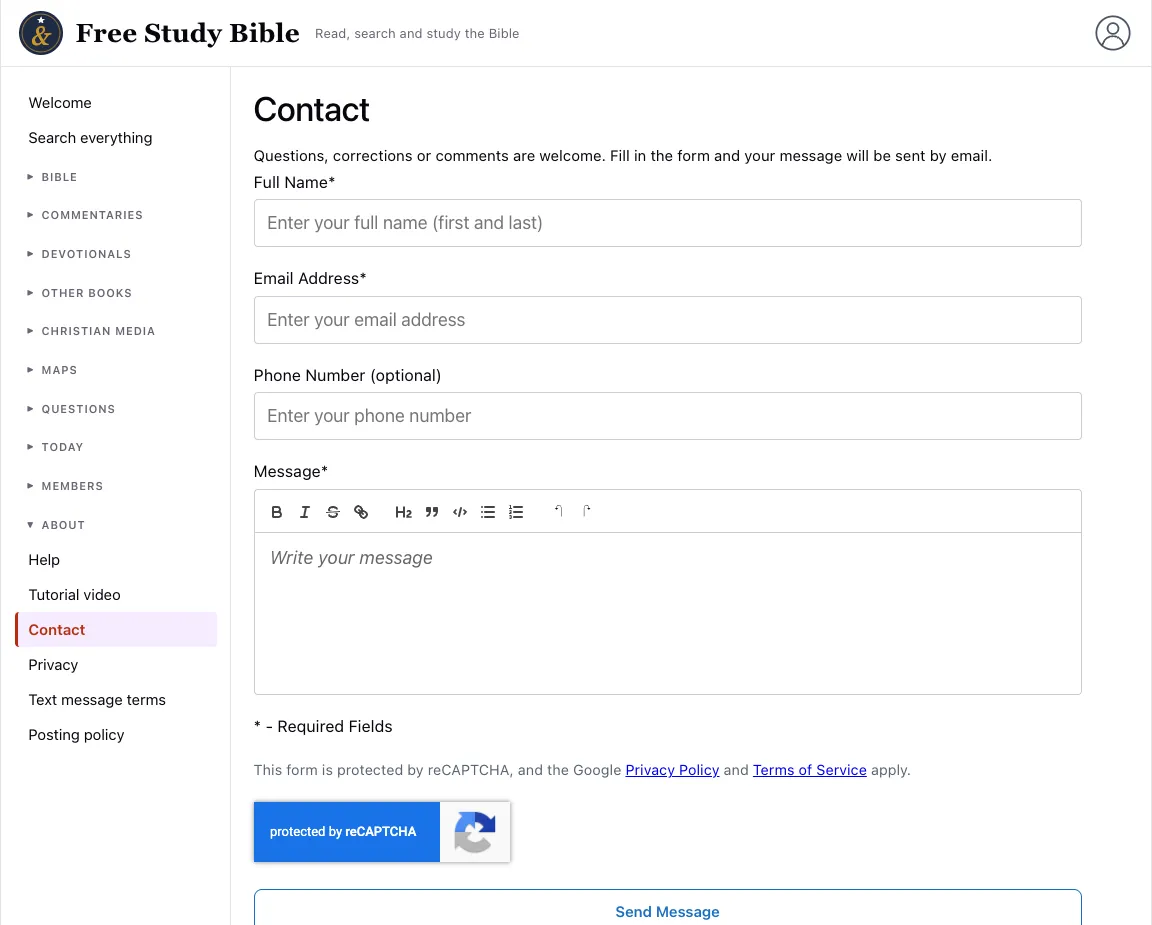 & Free Study Bible Read, search and study the Bible
Welcome
Search everything
BIBLE
COMMENTARIES
DEVOTIONALS
OTHER BOOKS
CHRISTIAN MEDIA
MAPS
QUESTIONS
TODAY
MEMBERS
ABOUT
Help
Tutorial video
Contact
Privacy
Text message terms
Posting policy
Contact
Questions, corrections or comments are welcome. Fill in the form and your message will be sent by email.
Full Name*
Enter your full name (first and last)
Email Address*
Enter your email address
Phone Number (optional)
Enter your phone number
Message*
B I S H2 ” </>
Write your message
* - Required Fields
This form is protected by reCAPTCHA, and the Google Privacy Policy and Terms of Service apply.
protected by reCAPTCHA
Send Message